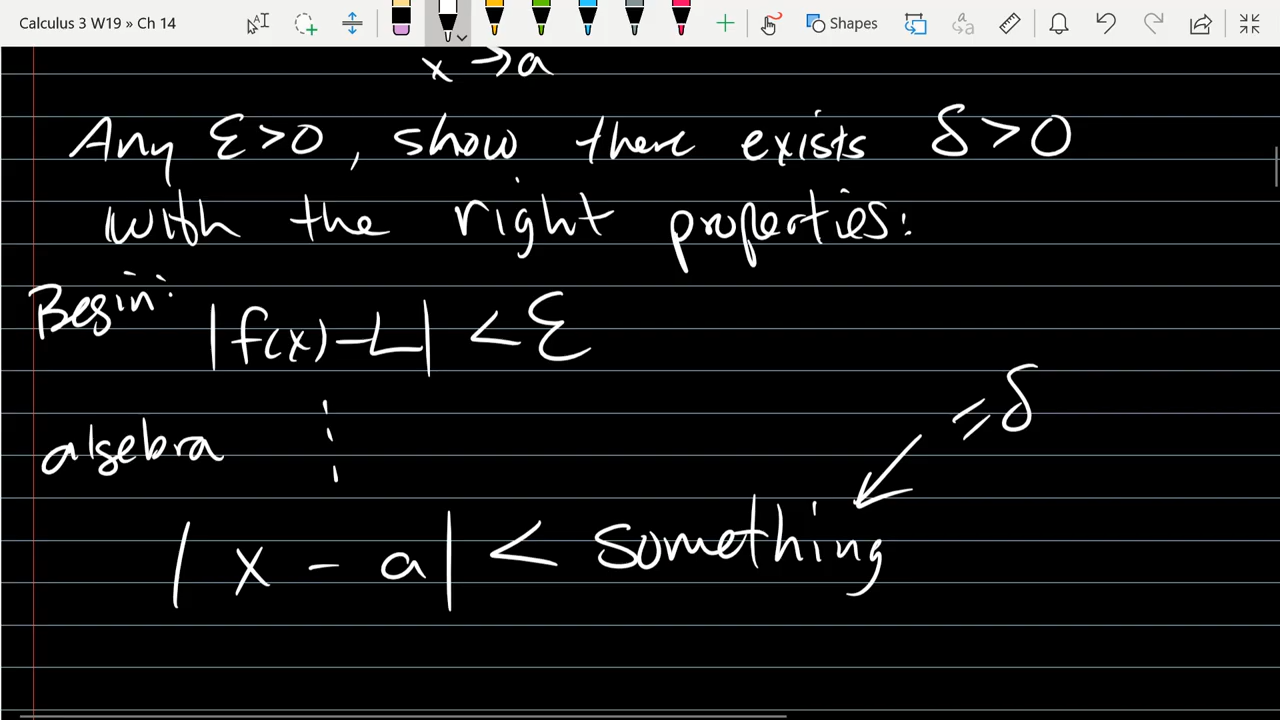 Calculus 3 W19 » Ch 14
Shapes
x → a
Any ε > 0, show there exists δ > 0
with the right properties:
Begin: |f(x) - L| < ε
= δ
algebra ⋮
|x - a| < something